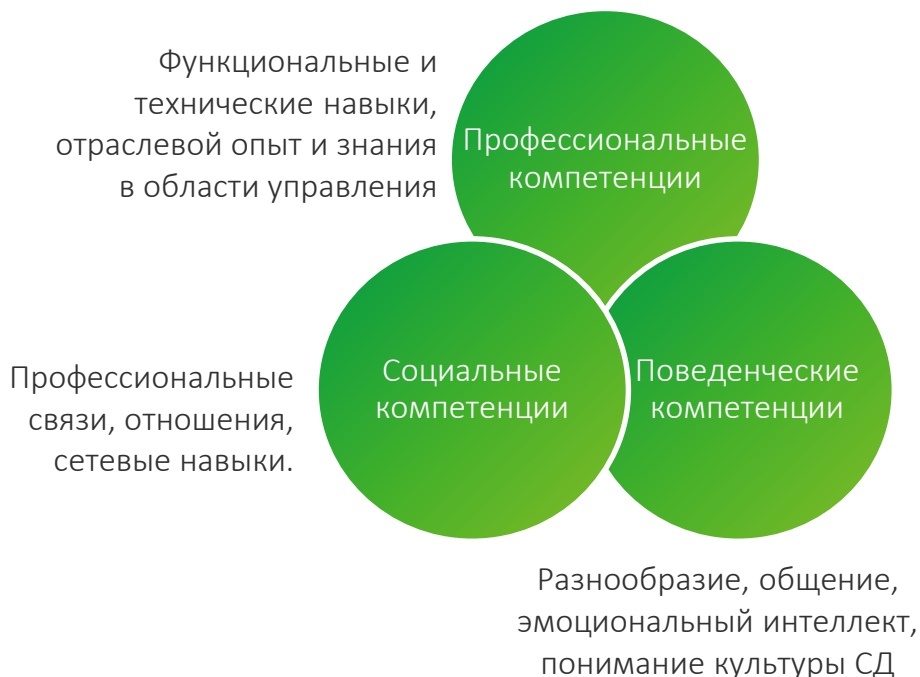 Функциональные и
технические навыки,
отраслевой опыт и знания
в области управления
Профессиональные
компетенции
Профессиональные
связи, отношения,
сетевые навыки.
Социальные
компетенции
Поведенческие
компетенции
Разнообразие, общение,
эмоциональный интеллект,
понимание культуры СД